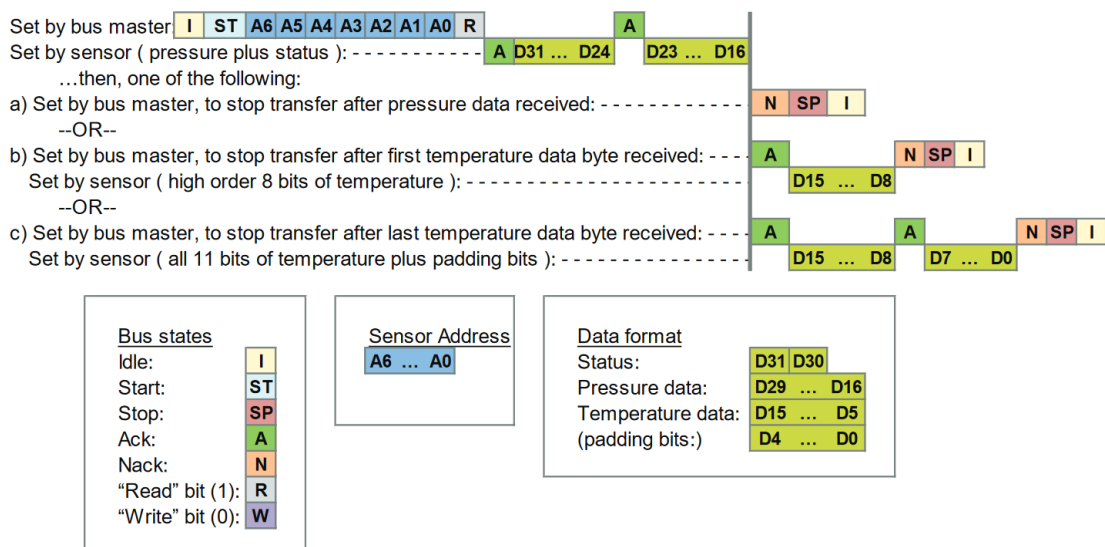 Set by bus master: I ST A6 A5 A4 A3 A2 A1 A0 R A
Set by sensor ( pressure plus status ): - - - - - - - - - - - - A D31 ... D24 D23 ... D16
...then, one of the following:
a) Set by bus master, to stop transfer after pressure data received: - - - - - - - - - - - - - N SP I
--OR--
b) Set by bus master, to stop transfer after first temperature data byte received: - - - - A N SP I
Set by sensor ( high order 8 bits of temperature ): - - - - - - - - - - - - - - - - - - - - - - - - D15 ... D8
--OR--
c) Set by bus master, to stop transfer after last temperature data byte received: - - - - - A A N SP I
Set by sensor ( all 11 bits of temperature plus padding bits ): - - - - - - - - - - - - - - - - D15 ... D8 D7 ... D0
Bus states
Idle: I
Start: ST
Stop: SP
Ack: A
Nack: N
“Read” bit (1): R
“Write” bit (0): W
Sensor Address
A6 ... A0
Data format
Status: D31 D30
Pressure data: D29 ... D16
Temperature data: D15 ... D5
(padding bits:) D4 ... D0